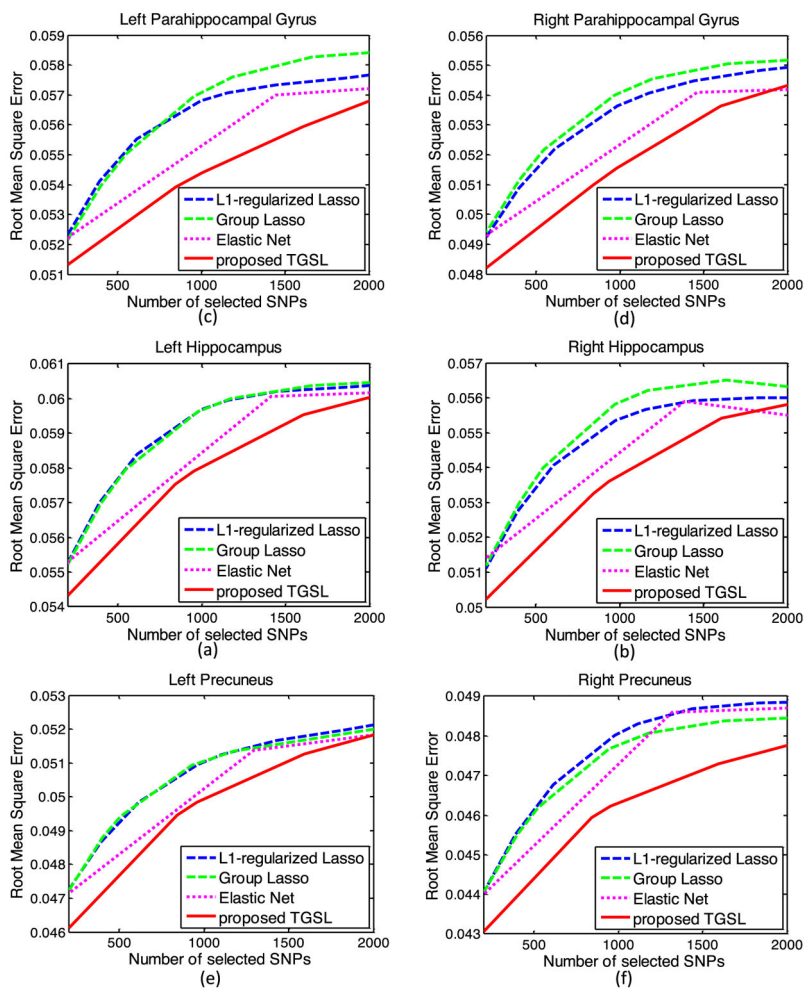 Left Parahippocampal Gyrus
Root Mean Square Error
0.059
0.058
0.057
0.056
0.055
0.054
0.053
0.052
0.051
500
1000
1500
2000
L1-regularized Lasso
Group Lasso
Elastic Net
proposed TGSL
Number of selected SNPs
(c)
Right Parahippocampal Gyrus
Root Mean Square Error
0.056
0.055
0.054
0.053
0.052
0.051
0.05
0.049
0.048
500
1000
1500
2000
L1-regularized Lasso
Group Lasso
Elastic Net
proposed TGSL
Number of selected SNPs
(d)
Left Hippocampus
Root Mean Square Error
0.061
0.06
0.059
0.058
0.057
0.056
0.055
0.054
500
1000
1500
2000
L1-regularized Lasso
Group Lasso
Elastic Net
proposed TGSL
Number of selected SNPs
(a)
Right Hippocampus
Root Mean Square Error
0.057
0.056
0.055
0.054
0.053
0.052
0.051
0.05
500
1000
1500
2000
L1-regularized Lasso
Group Lasso
Elastic Net
proposed TGSL
Number of selected SNPs
(b)
Left Precuneus
Root Mean Square Error
0.053
0.052
0.051
0.05
0.049
0.048
0.047
0.046
500
1000
1500
2000
L1-regularized Lasso
Group Lasso
Elastic Net
proposed TGSL
Number of selected SNPs
(e)
Right Precuneus
Root Mean Square Error
0.049
0.048
0.047
0.046
0.045
0.044
0.043
500
1000
1500
2000
L1-regularized Lasso
Group Lasso
Elastic Net
proposed TGSL
Number of selected SNPs
(f)